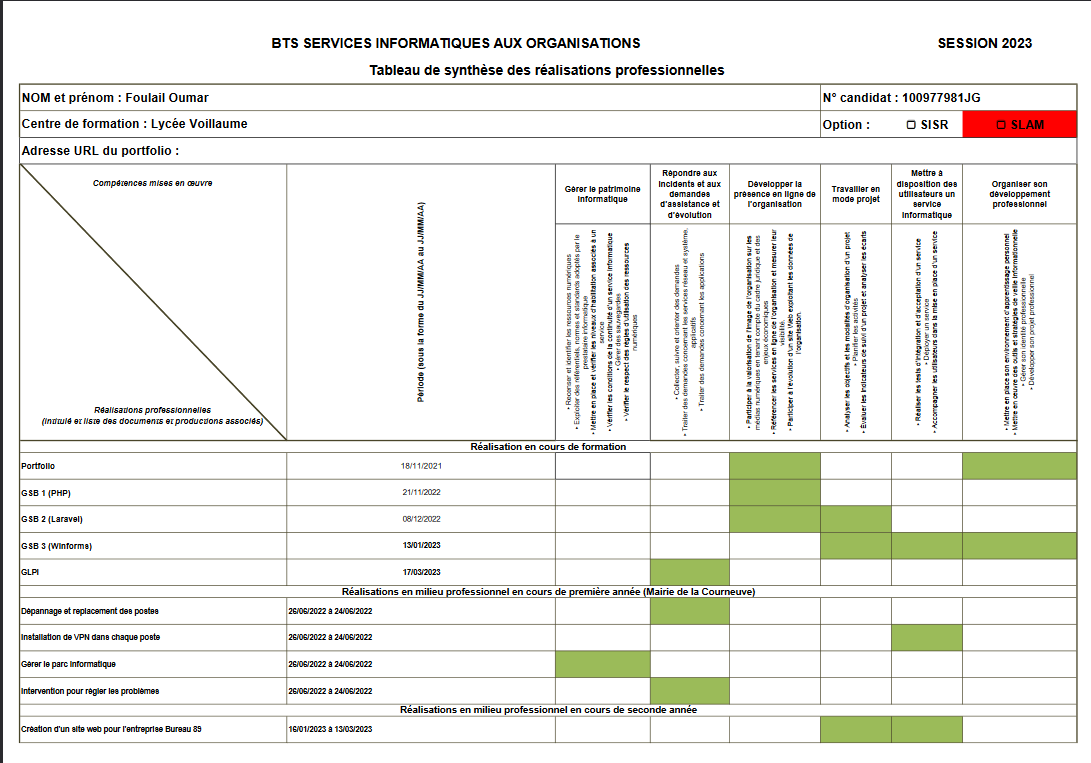 BTS SERVICES INFORMATIQUES AUX ORGANISATIONS
SESSION 2023
Tableau de synthèse des réalisations professionnelles
NOM et prénom : Foulail Oumar
N° candidat : 100977981JG
Centre de formation : Lycée Voillaume
Option : ☐ SISR ☐ SLAM
Adresse URL du portfolio :
Compétences mises en œuvre
Réalisations professionnelles
(intitulé et liste des documents et productions associés)
Période (sous la forme du JJ/MM/AA au JJ/MM/AA)
Gérer le patrimoine
informatique
Répondre aux
incidents et aux
demandes
d'assistance et
d'évolution
Développer la
présence en ligne de
l'organisation
Travailler en
mode projet
Mettre à
disposition des
utilisateurs un
service
informatique
Organiser son
développement
professionnel
• Recenser et identifier les ressources numériques
• Exploiter des référentiels, normes et standards adoptés par le
prestataire informatique
• Mettre en place et vérifier les niveaux d'habilitation associés à un
service
• Vérifier les conditions de la continuité d'un service informatique
• Gérer des sauvegardes
• Vérifier le respect des règles d'utilisation des ressources
numériques
• Collecter, suivre et orienter des demandes
• Traiter des demandes concernant les services réseau et système,
applicatifs
• Traiter des demandes concernant les applications
• Participer à la valorisation de l'image de l'organisation sur les
médias numériques en tenant compte du cadre juridique et des
enjeux économiques
• Référencer les services en ligne de l'organisation et mesurer leur
visibilité.
• Participer à l'évolution d'un site Web exploitant les données de
l'organisation.
• Analyser les objectifs et les modalités d'organisation d'un projet
• Planifier les activités
• Évaluer les indicateurs de suivi d'un projet et analyser les écarts
• Réaliser les tests d'intégration et d'acceptation d'un service
• Déployer un service
• Accompagner les utilisateurs dans la mise en place d'un service
• Mettre en place son environnement d'apprentissage personnel
• Mettre en œuvre des outils et stratégies de veille informationnelle
• Gérer son identité professionnelle
• Développer son projet professionnel
Réalisation en cours de formation
Portfolio 18/11/2021
GSB 1 (PHP) 21/11/2022
GSB 2 (Laravel) 08/12/2022
GSB 3 (Winforms) 13/01/2023
GLPI 17/03/2023
Réalisations en milieu professionnel en cours de première année (Mairie de la Courneuve)
Dépannage et replacement des postes 26/06/2022 à 24/06/2022
Installation de VPN dans chaque poste 26/06/2022 à 24/06/2022
Gérer le parc informatique 26/06/2022 à 24/06/2022
Intervention pour régler les problèmes 26/06/2022 à 24/06/2022
Réalisations en milieu professionnel en cours de seconde année
Création d'un site web pour l'entreprise Bureau 89 16/01/2023 à 13/03/2023